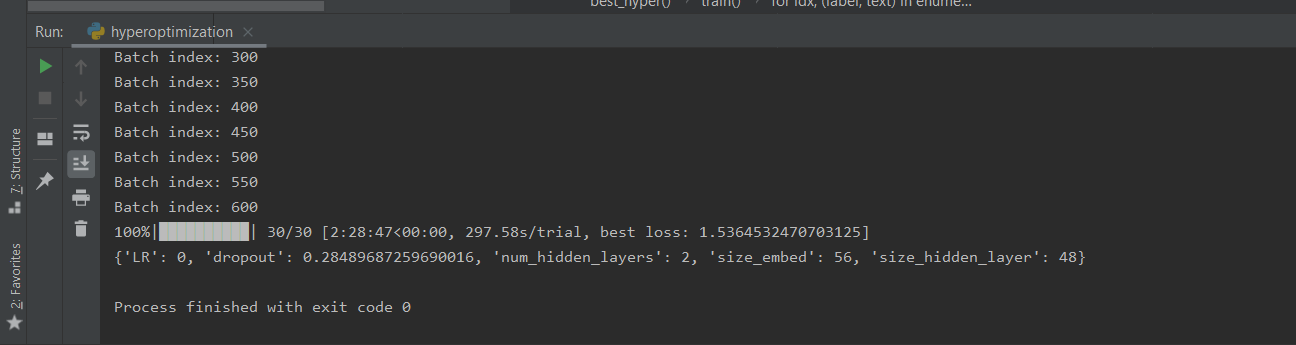 best_hyper() › train() › for idx, (label, text) in enume...
Run: hyperoptimization ×
Batch index: 300
Batch index: 350
Batch index: 400
Batch index: 450
Batch index: 500
Batch index: 550
Batch index: 600
100%|██████████| 30/30 [2:28:47<00:00, 297.58s/trial, best loss: 1.5364532470703125]
{'LR': 0, 'dropout': 0.28489687259690016, 'num_hidden_layers': 2, 'size_embed': 56, 'size_hidden_layer': 48}
Process finished with exit code 0
7: Structure
2: Favorites